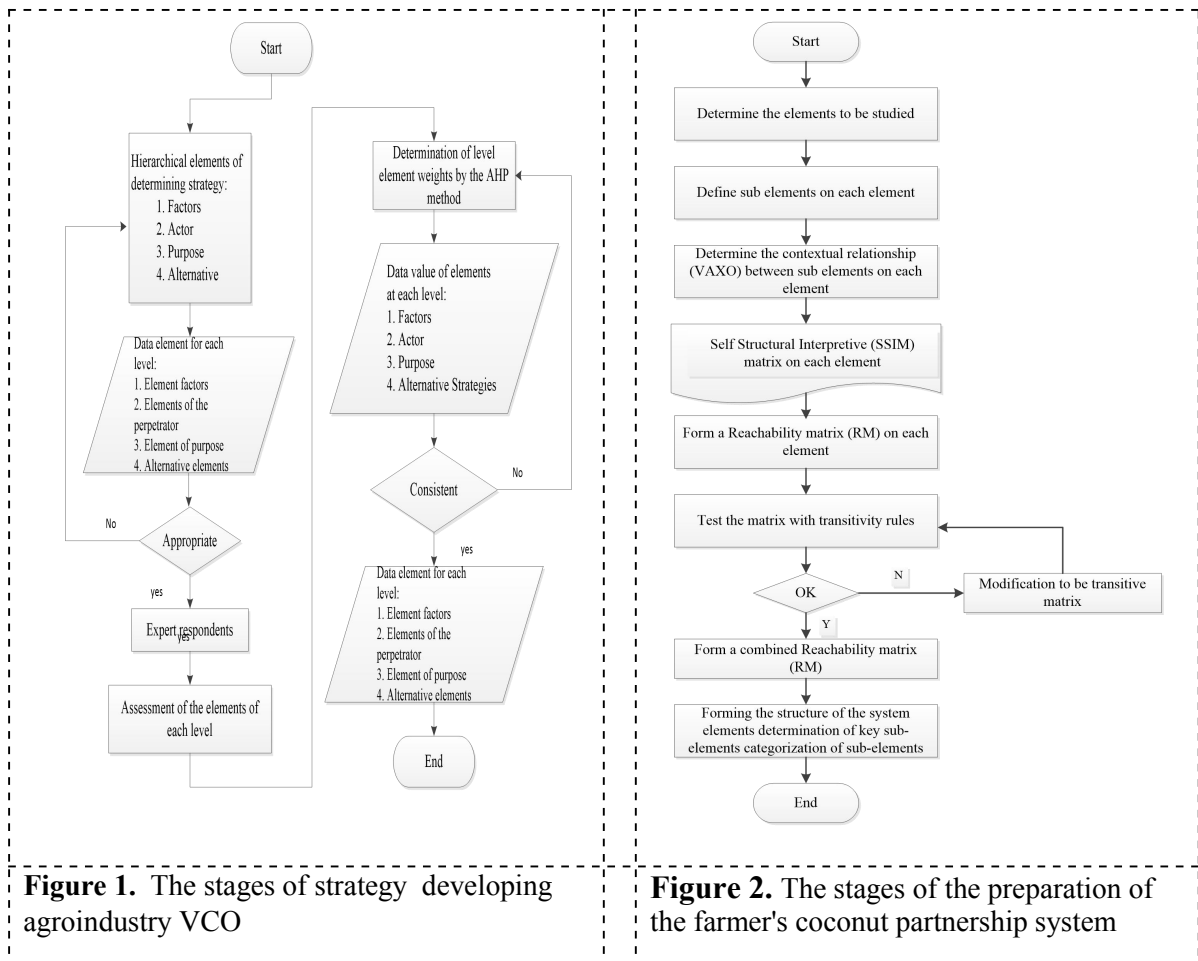 Start
Hierarchical elements of
determining strategy:
1. Factors
2. Actor
3. Purpose
4. Alternative
Data element for each
level:
1. Element factors
2. Elements of the
perpetrator
3. Element of purpose
4. Alternative elements
No
Appropriate
yes
Expert respondents
yes
Assessment of the elements of
each level
Determination of level
element weights by the AHP
method
Data value of elements
at each level:
1. Factors
2. Actor
3. Purpose
4. Alternative Strategies
No
Consistent
yes
Data element for each
level:
1. Element factors
2. Elements of the
perpetrator
3. Element of purpose
4. Alternative elements
End
Figure 1. The stages of strategy developing
agroindustry VCO
Start
Determine the elements to be studied
Define sub elements on each element
Determine the contextual relationship
(VAXO) between sub elements on each
element
Self Structural Interpretive (SSIM)
matrix on each element
Form a Reachability matrix (RM) on each
element
Test the matrix with transitivity rules
OK
N
Modification to be transitive
matrix
Y
Form a combined Reachability matrix
(RM)
Forming the structure of the system
elements determination of key sub-
elements categorization of sub-elements
End
Figure 2. The stages of the preparation of
the farmer's coconut partnership system